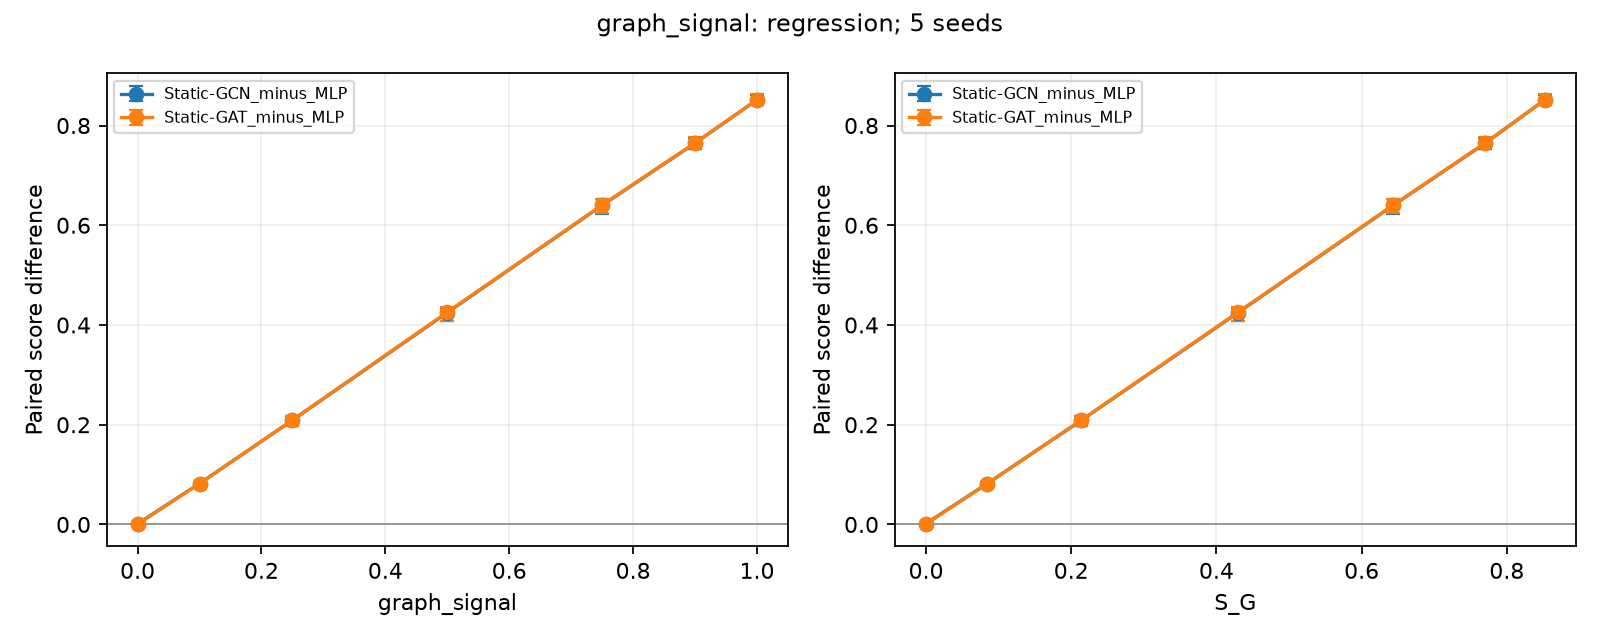 graph_signal: regression; 5 seeds
Static-GCN_minus_MLP
Static-GAT_minus_MLP
Paired score difference
0.8
0.6
0.4
0.2
0.0
0.0 0.2 0.4 0.6 0.8 1.0
graph_signal
Static-GCN_minus_MLP
Static-GAT_minus_MLP
Paired score difference
0.8
0.6
0.4
0.2
0.0
0.0 0.2 0.4 0.6 0.8
S_G